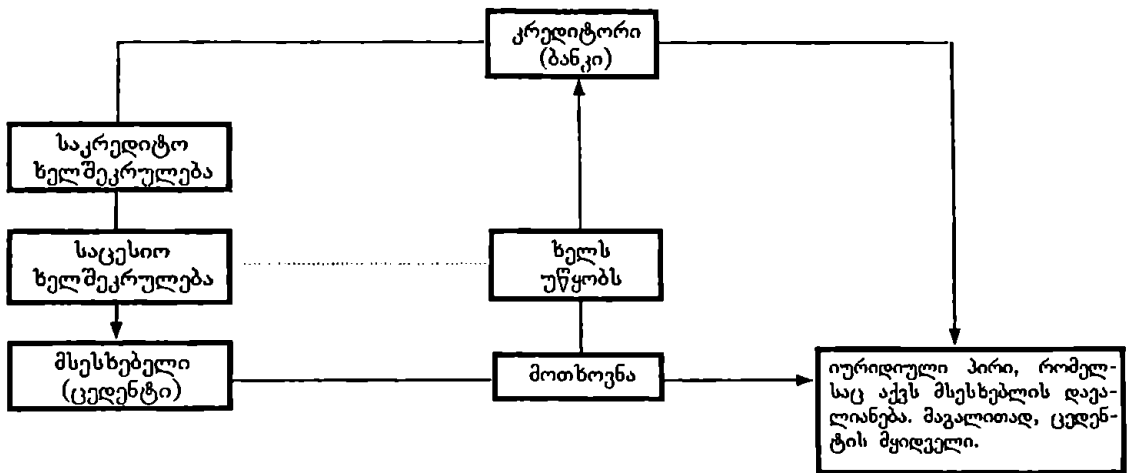 კრედიტორი
(ბანკი)
საკრედიტო
ხელშეკრულება
საცესიო
ხელშეკრულება
ხელს
უწყობს
მსესხებელი
(ცედენტი)
მოთხოვნა
იურიდიული პირი, რომელ-
საც აქვს მსესხებლის დავა-
ლიანება. მაგალითად, ცედენ-
ტის მყიდველი.